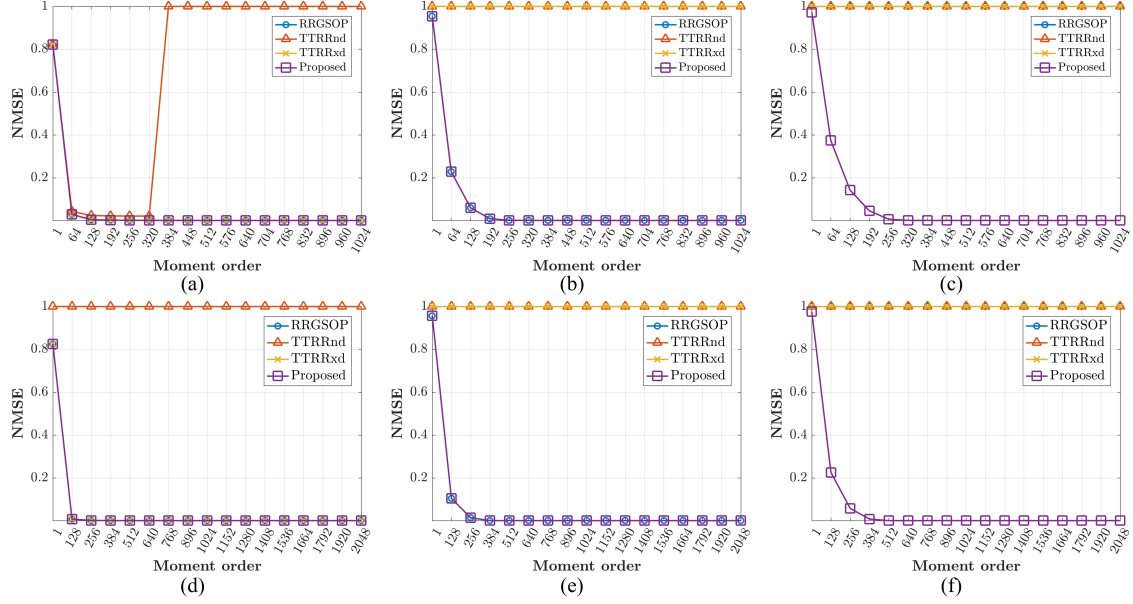 1
0.8
0.6
0.4
0.2
NMSE
RRGSOP
TTRRnd
TTRRxd
Proposed
1 64 128 192 256 320 384 448 512 576 640 704 768 832 896 960 1024
Moment order
(a)
1
0.8
0.6
0.4
0.2
NMSE
RRGSOP
TTRRnd
TTRRxd
Proposed
1 64 128 192 256 320 384 448 512 576 640 704 768 832 896 960 1024
Moment order
(b)
1
0.8
0.6
0.4
0.2
NMSE
RRGSOP
TTRRnd
TTRRxd
Proposed
1 64 128 192 256 320 384 448 512 576 640 704 768 832 896 960 1024
Moment order
(c)
1
0.8
0.6
0.4
0.2
NMSE
RRGSOP
TTRRnd
TTRRxd
Proposed
1 128 256 384 512 640 768 896 1024 1152 1280 1408 1536 1664 1792 1920 2048
Moment order
(d)
1
0.8
0.6
0.4
0.2
NMSE
RRGSOP
TTRRnd
TTRRxd
Proposed
1 128 256 384 512 640 768 896 1024 1152 1280 1408 1536 1664 1792 1920 2048
Moment order
(e)
1
0.8
0.6
0.4
0.2
NMSE
RRGSOP
TTRRnd
TTRRxd
Proposed
1 128 256 384 512 640 768 896 1024 1152 1280 1408 1536 1664 1792 1920 2048
Moment order
(f)